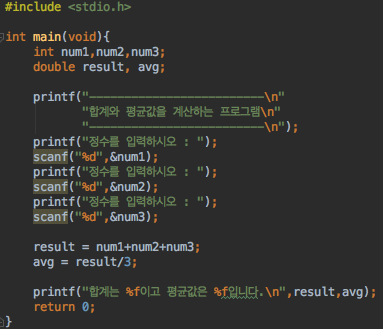 #include <stdio.h>
int main(void){
int num1,num2,num3;
double result, avg;
printf("--------------------------\n"
"합계와 평균값을 계산하는 프로그램\n"
"--------------------------\n");
printf("정수를 입력하시오 : ");
scanf("%d",&num1);
printf("정수를 입력하시오 : ");
scanf("%d",&num2);
printf("정수를 입력하시오 : ");
scanf("%d",&num3);
result = num1+num2+num3;
avg = result/3;
printf("합계는 %f이고 평균값은 %f입니다.\n",result,avg);
return 0;
}